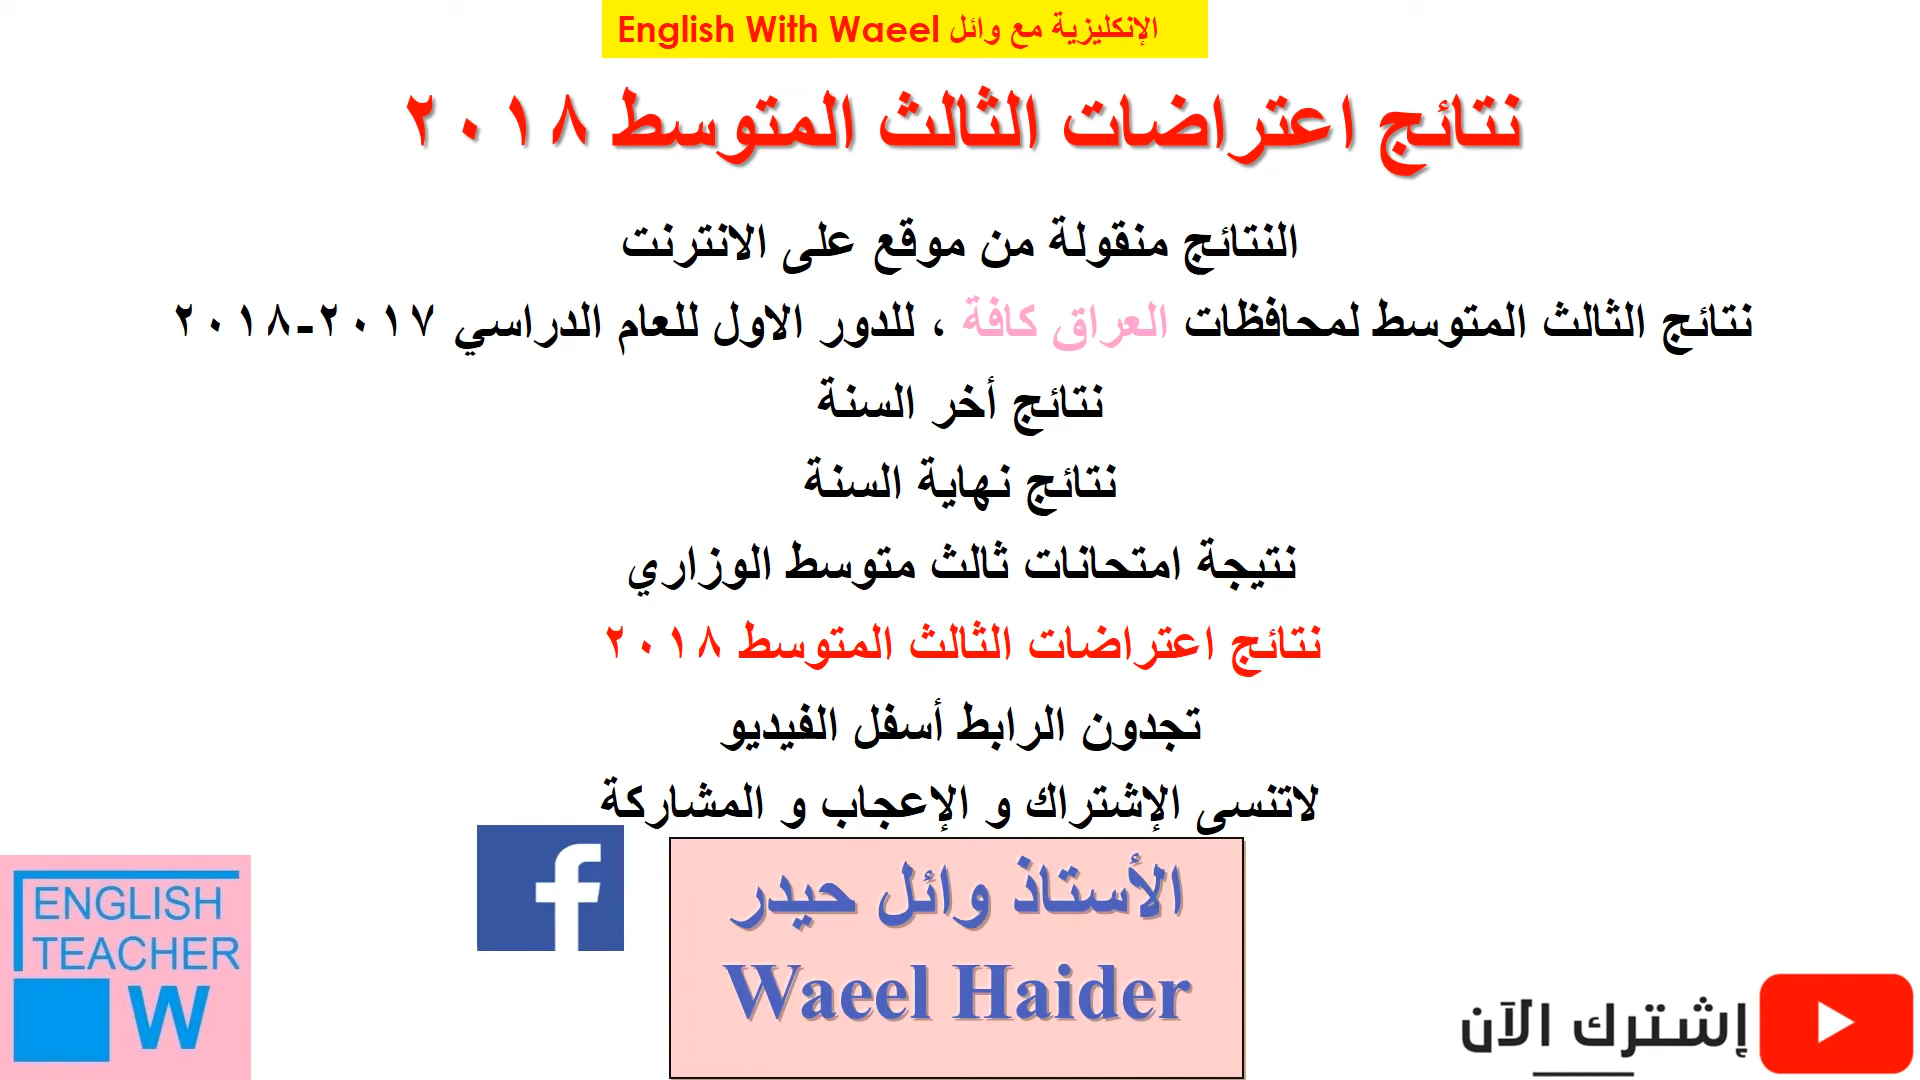 English With Waeel الإنكليزية مع وائل
نتائج اعتراضات الثالث المتوسط ٢٠١٨
النتائج منقولة من موقع على الانترنت
نتائج الثالث المتوسط لمحافظات العراق كافة ، للدور الاول للعام الدراسي ٢٠١٧-٢٠١٨
نتائج أخر السنة
نتائج نهاية السنة
نتيجة امتحانات ثالث متوسط الوزاري
نتائج اعتراضات الثالث المتوسط ٢٠١٨
تجدون الرابط أسفل الفيديو
لاتنسى الإشتراك و الإعجاب و المشاركة
f
الأستاذ وائل حيدر
Waeel Haider
ENGLISH
TEACHER
W
إشترك الآن